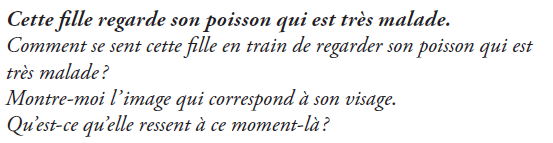 Cette fille regarde son poisson qui est très malade.
Comment se sent cette fille en train de regarder son poisson qui est
très malade ?
Montre-moi l’image qui correspond à son visage.
Qu’est-ce qu’elle ressent à ce moment-là ?